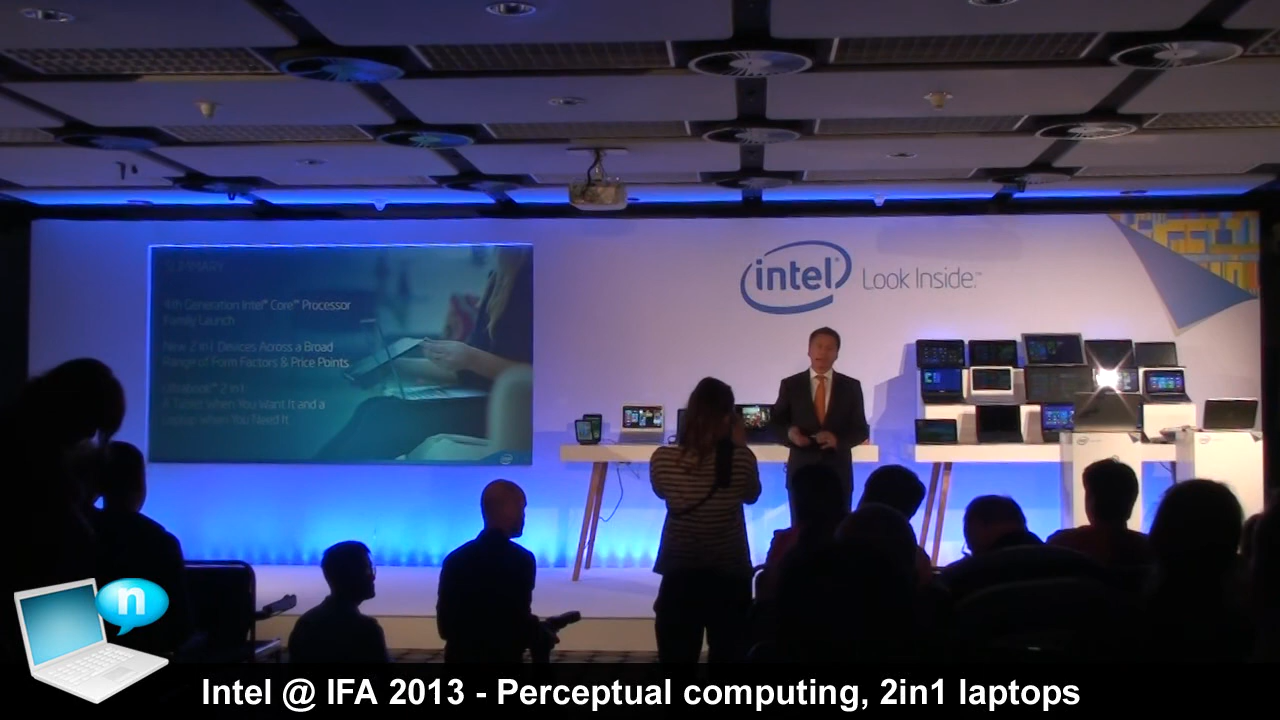 SUMMARY
4th Generation Intel® Core™ Processor
Family Launch
New 2 in 1 Devices Across a Broad
Range of Form Factors & Price Points
Ultrabook™ 2 in 1
A Tablet When You Want It and a
Laptop When You Need It
intel®
Look Inside.™
n
Intel @ IFA 2013 - Perceptual computing, 2in1 laptops